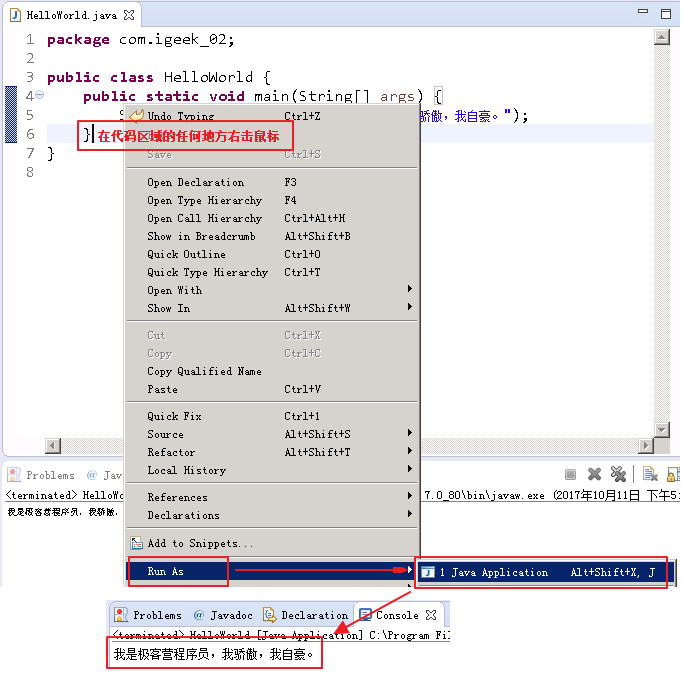 HelloWorld.java
1 package com.igeek_02;
2
3 public class HelloWorld {
4 public static void main(String[] args) {
5 S 骄傲，我自豪。");
6 }
在代码区域的任何地方右击鼠标
7 }
8
Undo Typing Ctrl+Z
Save Ctrl+S
Open Declaration F3
Open Type Hierarchy F4
Open Call Hierarchy Ctrl+Alt+H
Show in Breadcrumb Alt+Shift+B
Quick Outline Ctrl+O
Quick Type Hierarchy Ctrl+T
Open With
Show In Alt+Shift+W
Cut Ctrl+X
Copy Ctrl+C
Copy Qualified Name
Paste Ctrl+V
Quick Fix Ctrl+1
Source Alt+Shift+S
Refactor Alt+Shift+T
Local History
References
Declarations
Add to Snippets...
Run As
1 Java Application Alt+Shift+X, J
Problems @ Jav
<terminated> HelloWo 7.0_80\bin\javaw.exe (2017年10月11日 下午5:
我是极客营程序员，我骄傲，
Problems @ Javadoc Declaration Console
<terminated> HelloWorld [Java Application] C:\Program Fil
我是极客营程序员，我骄傲，我自豪。